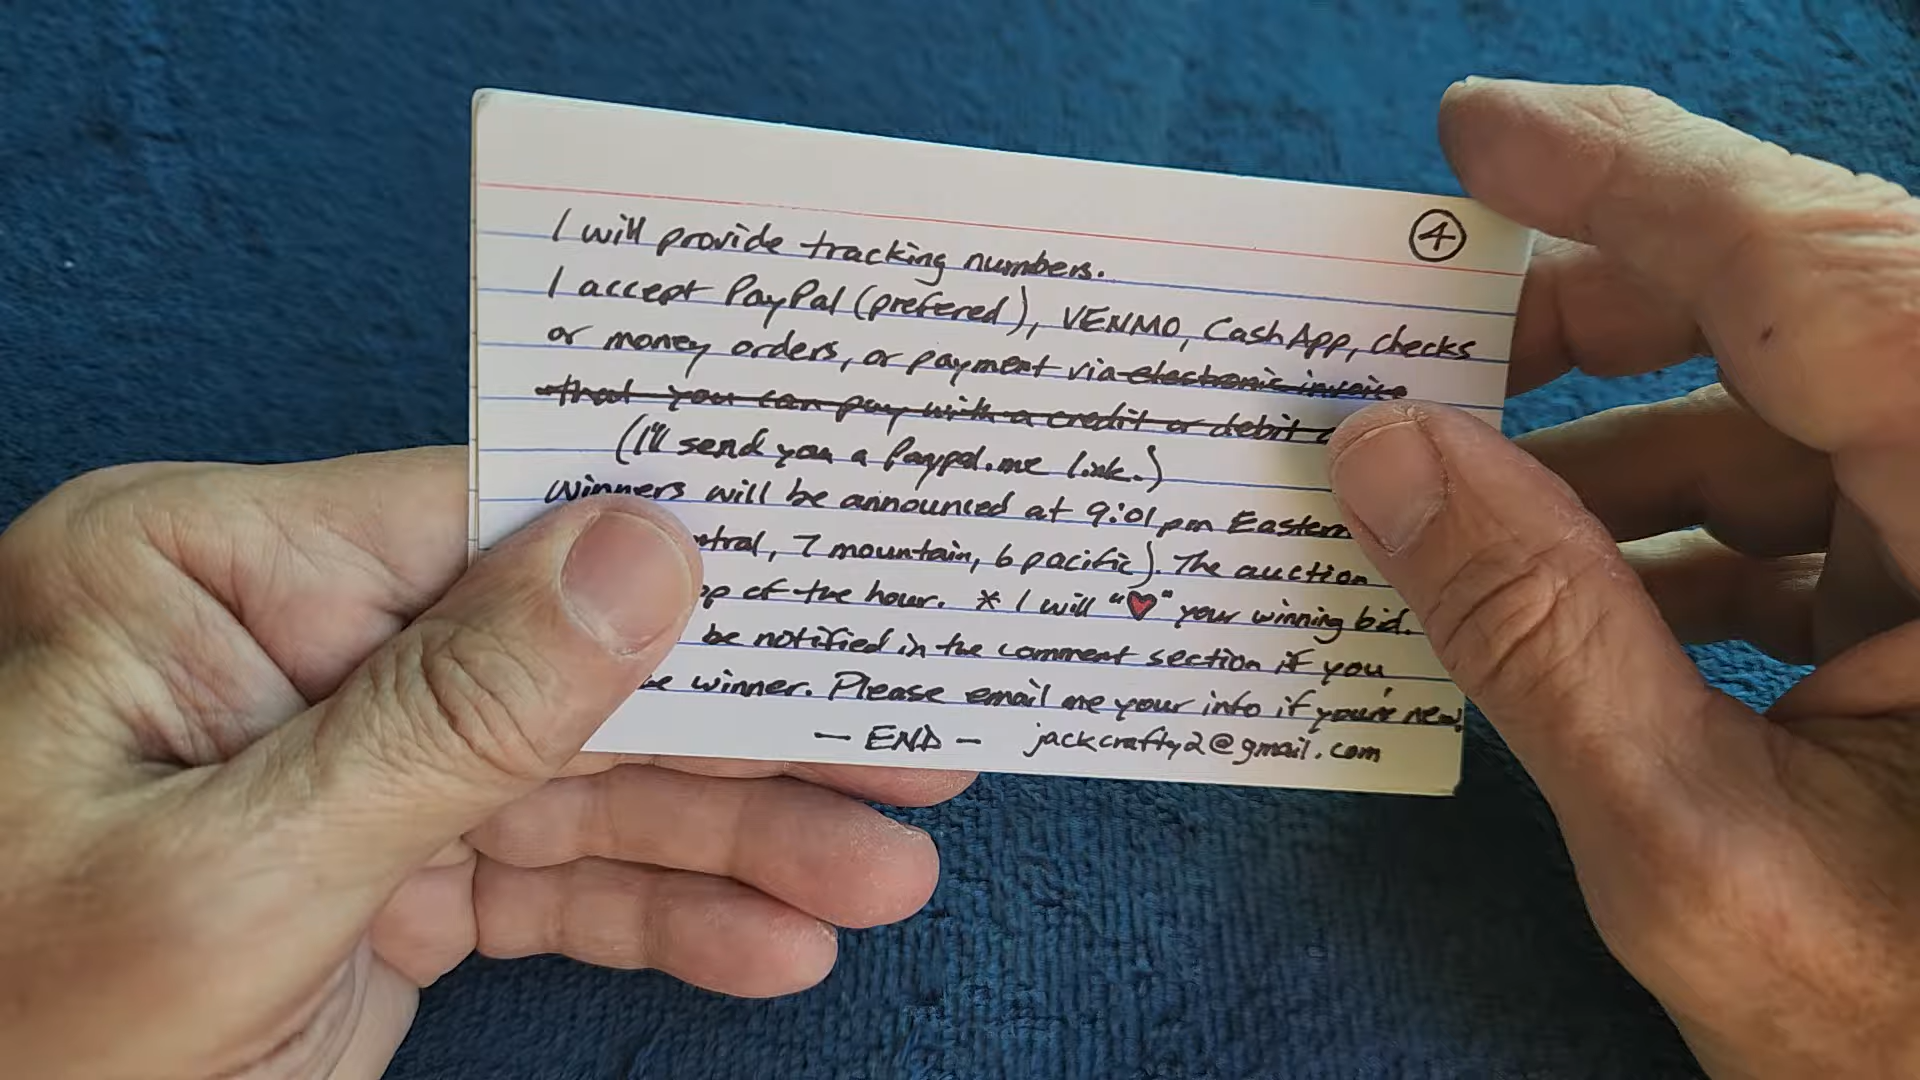 ④
I will provide tracking numbers.
I accept PayPal (prefered), VENMO, CashApp, checks
or money orders, or payment via electronic invoice
that you can pay with a credit or debit
(I'll send you a Paypal.me link.)
Winners will be announced at 9:01 pm Eastern
7 mountain, 6 pacific). The auction
of the hour. * I will "♥" your winning bid.
be notified in the comment section if you
winner. Please email me your info if you're new.
— END — jackcrafty2@gmail.com